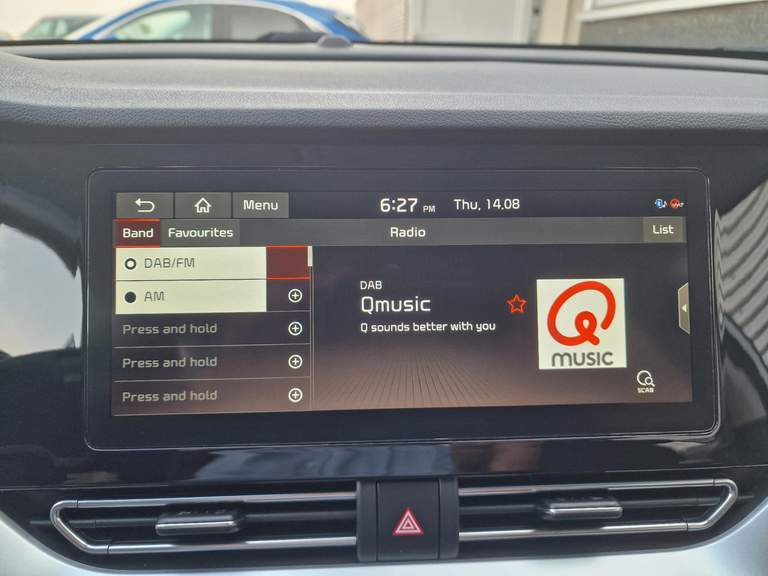 Menu
6:27 PM
Thu, 14.08
Band
Favourites
Radio
List
DAB/FM
AM
Press and hold
Press and hold
Press and hold
DAB
Qmusic
Q sounds better with you
Q
MUSIC
SCAN